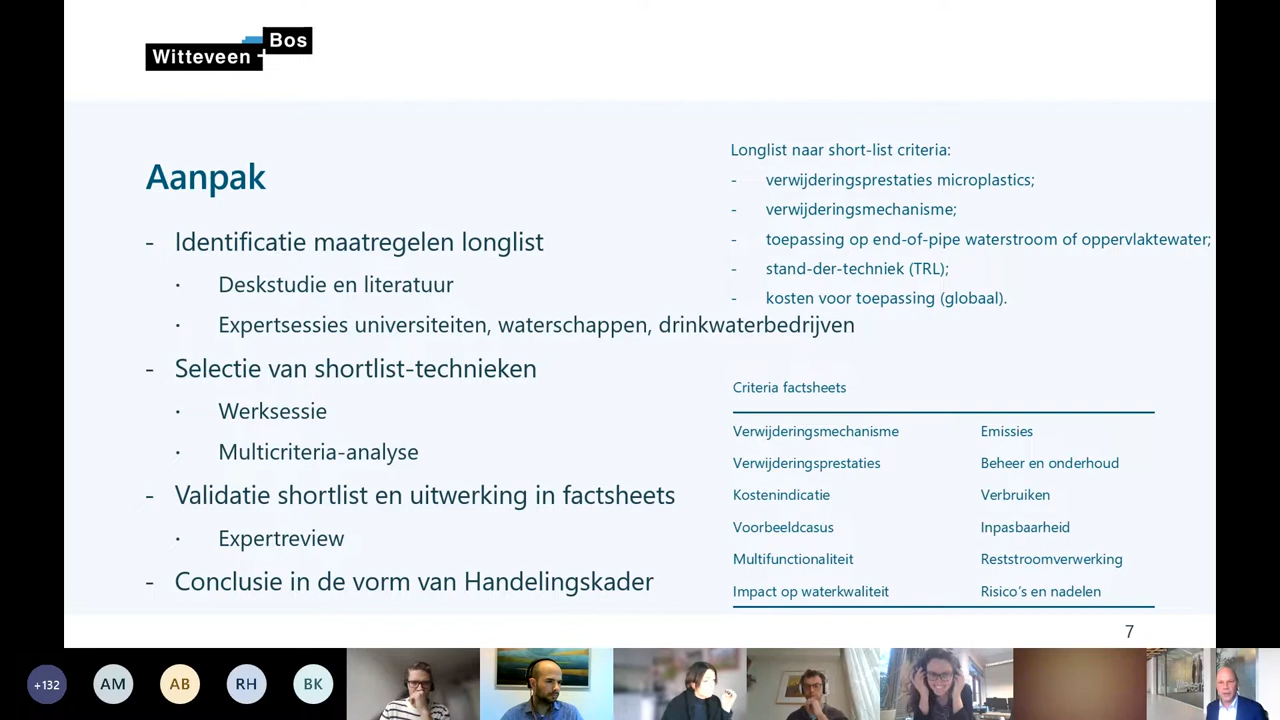 Witteveen + Bos
Aanpak
- Identificatie maatregelen longlist
· Deskstudie en literatuur
· Expertsessies universiteiten, waterschappen, drinkwaterbedrijven
- Selectie van shortlist-technieken
· Werksessie
· Multicriteria-analyse
- Validatie shortlist en uitwerking in factsheets
· Expertreview
- Conclusie in de vorm van Handelingskader
Longlist naar short-list criteria:
- verwijderingsprestaties microplastics;
- verwijderingsmechanisme;
- toepassing op end-of-pipe waterstroom of oppervlaktewater;
- stand-der-techniek (TRL);
- kosten voor toepassing (globaal).
Criteria factsheets
Verwijderingsmechanisme Emissies
Verwijderingsprestaties Beheer en onderhoud
Kostenindicatie Verbruiken
Voorbeeldcasus Inpasbaarheid
Multifunctionaliteit Reststroomverwerking
Impact op waterkwaliteit Risico's en nadelen
7
+132 AM AB RH BK